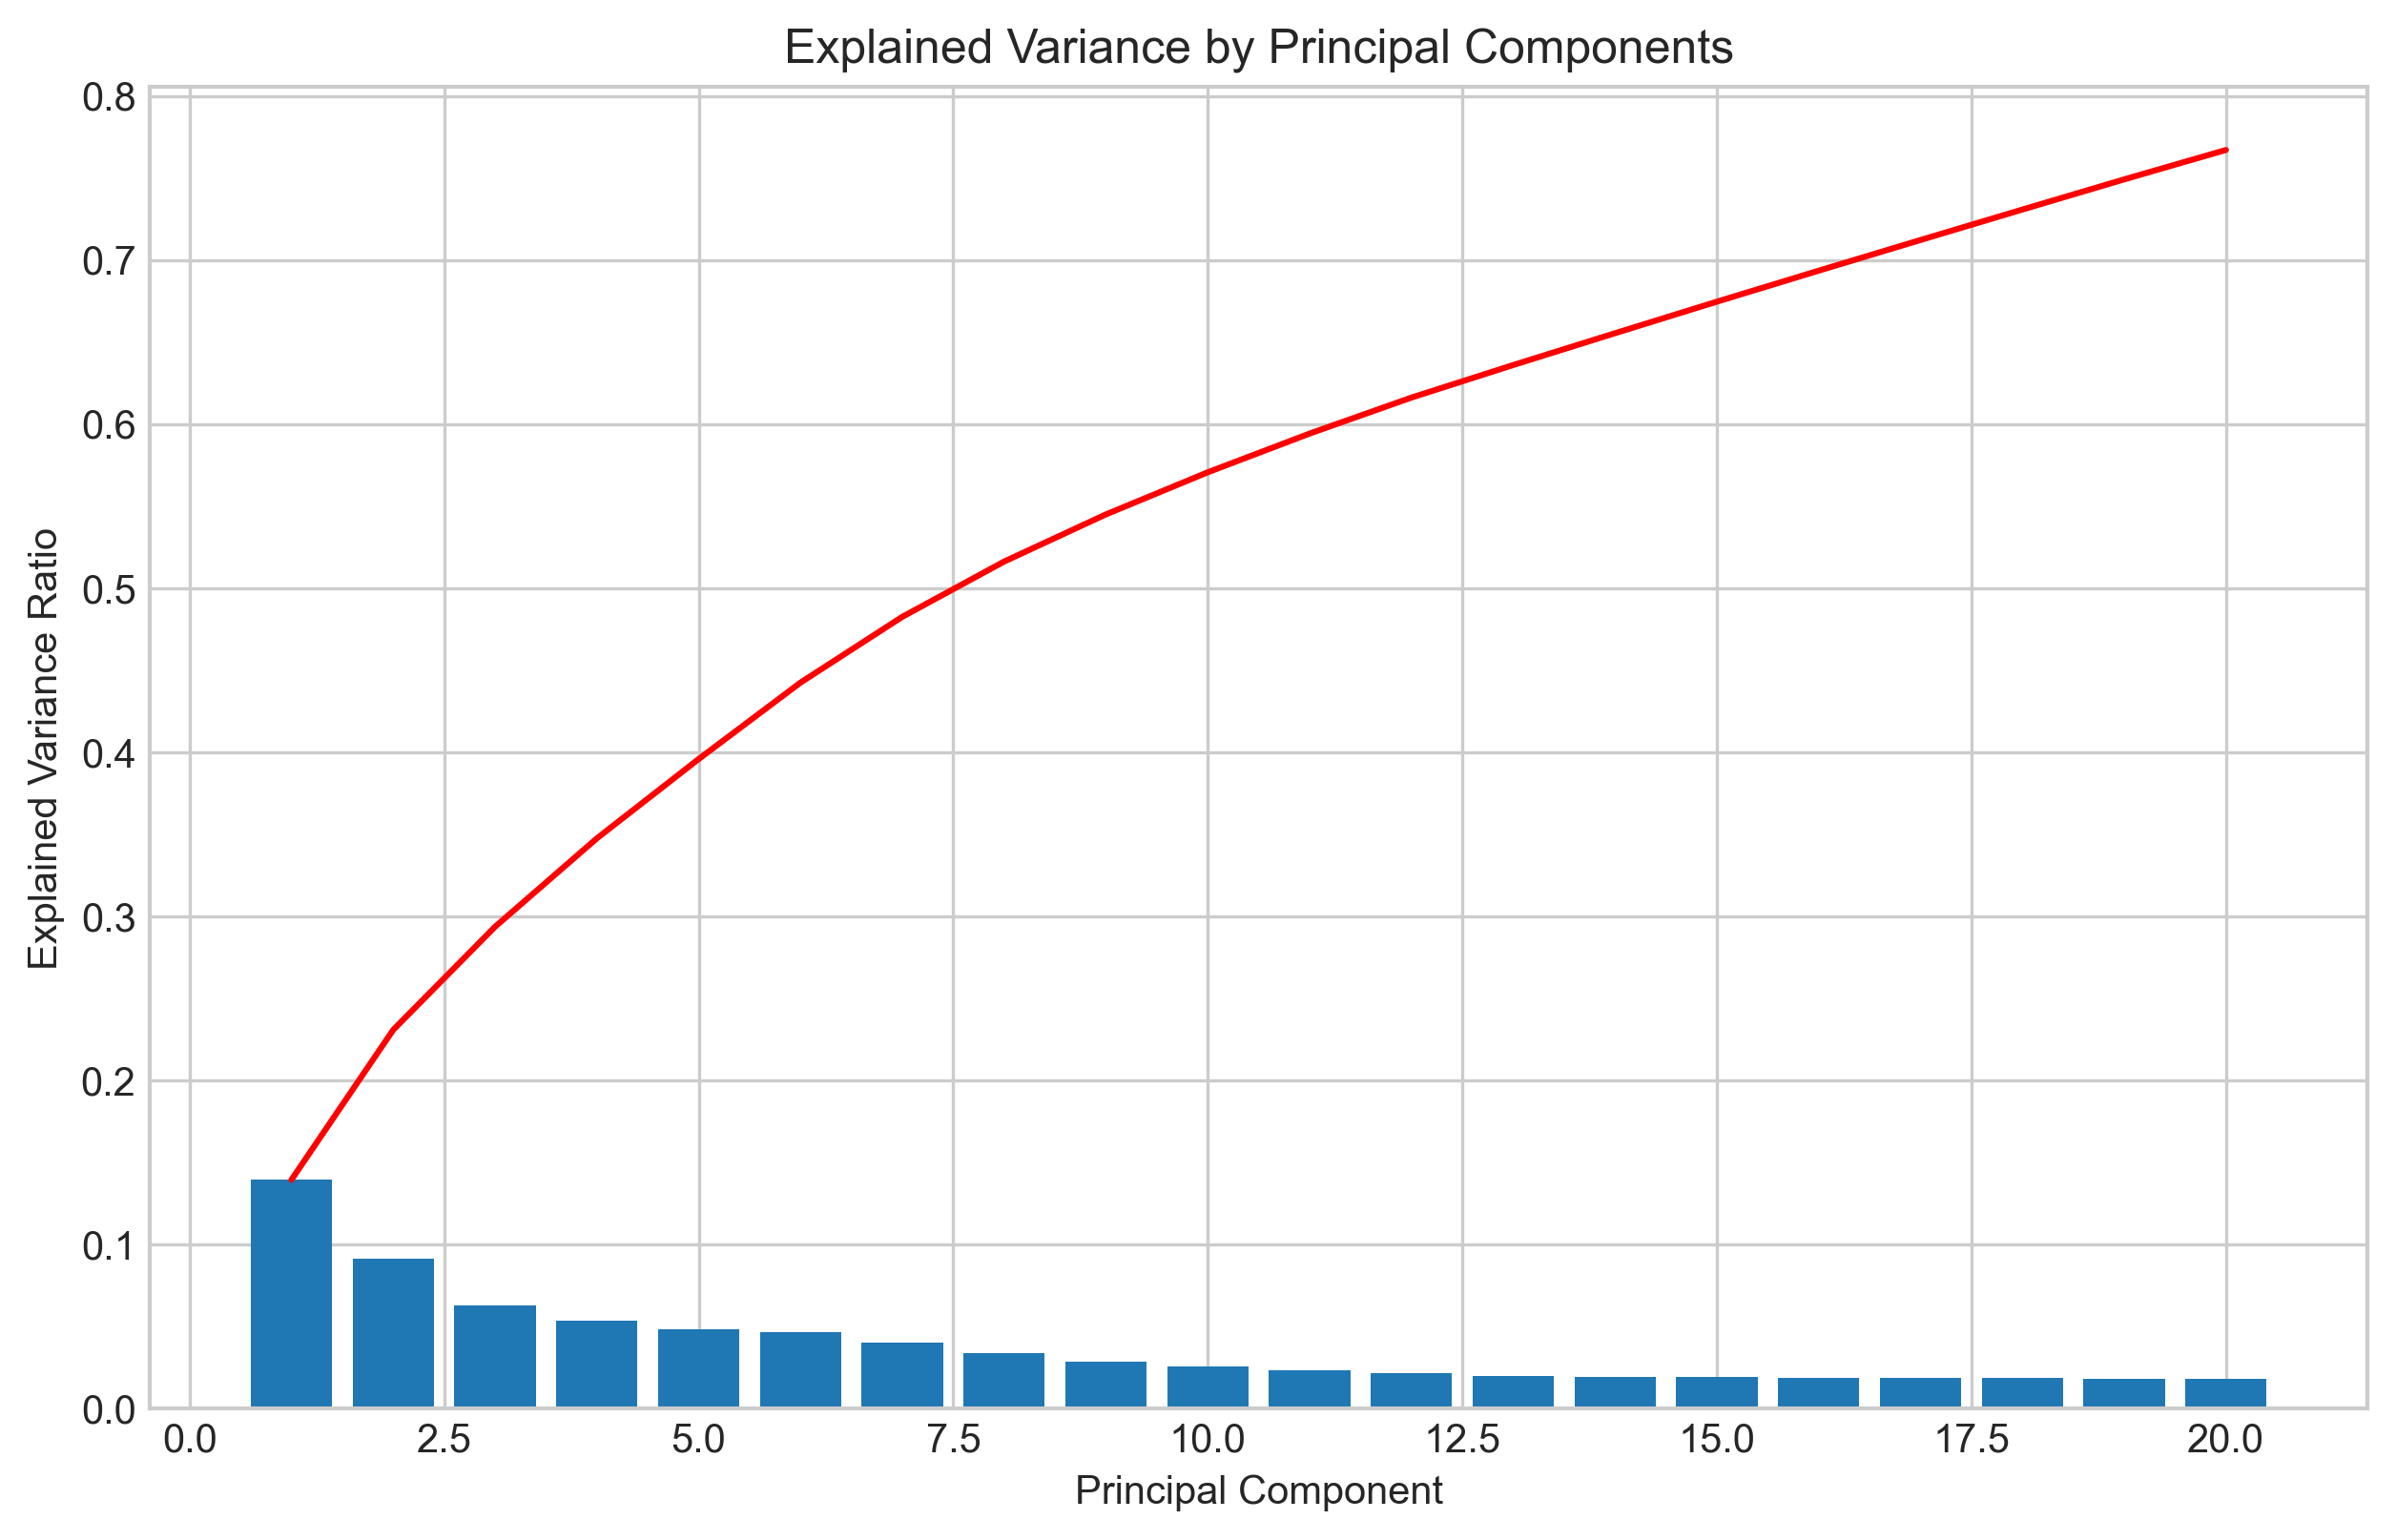 Explained Variance by Principal Components
0.8
0.7
0.6
0.5
0.4
0.3
0.2
0.1
0.0
Explained Variance Ratio
0.0 2.5 5.0 7.5 10.0 12.5 15.0 17.5 20.0
Principal Component